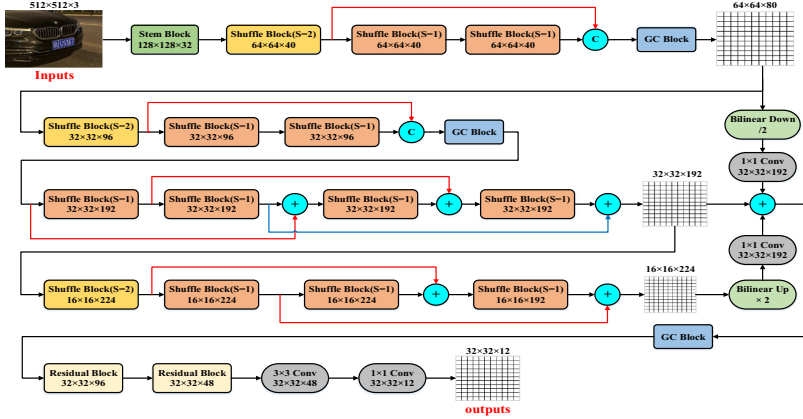 512×512×3
Inputs
Stem Block
128×128×32
Shuffle Block(S=2)
64×64×40
Shuffle Block(S=1)
64×64×40
Shuffle Block(S=1)
64×64×40
C
GC Block
64×64×80
Shuffle Block(S=2)
32×32×96
Shuffle Block(S=1)
32×32×96
Shuffle Block(S=1)
32×32×96
C
GC Block
Bilinear Down
/2
1×1 Conv
32×32×192
Shuffle Block(S=1)
32×32×192
Shuffle Block(S=1)
32×32×192
+
Shuffle Block(S=1)
32×32×192
+
Shuffle Block(S=1)
32×32×192
+
32×32×192
+
1×1 Conv
32×32×192
Shuffle Block(S=2)
16×16×224
Shuffle Block(S=1)
16×16×224
Shuffle Block(S=1)
16×16×224
+
Shuffle Block(S=1)
16×16×192
+
16×16×224
Bilinear Up
× 2
GC Block
Residual Block
32×32×96
Residual Block
32×32×48
3×3 Conv
32×32×48
1×1 Conv
32×32×12
32×32×12
outputs